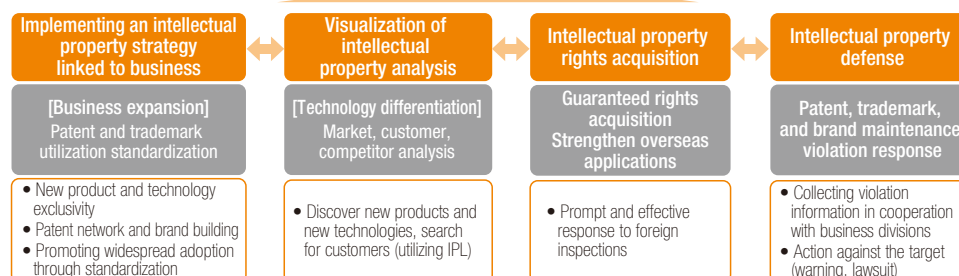 Implementing an intellectual
property strategy
linked to business
[Business expansion]
Patent and trademark
utilization standardization
• New product and technology
exclusivity
• Patent network and brand building
• Promoting widespread adoption
through standardization
Visualization of
intellectual
property analysis
[Technology differentiation]
Market, customer,
competitor analysis
• Discover new products and
new technologies, search
for customers (utilizing IPL)
Intellectual property
rights acquisition
Guaranteed rights
acquisition
Strengthen overseas
applications
• Prompt and effective
response to foreign
inspections
Intellectual property
defense
Patent, trademark,
and brand maintenance
violation response
• Collecting violation
information in cooperation
with business divisions
• Action against the target
(warning, lawsuit)